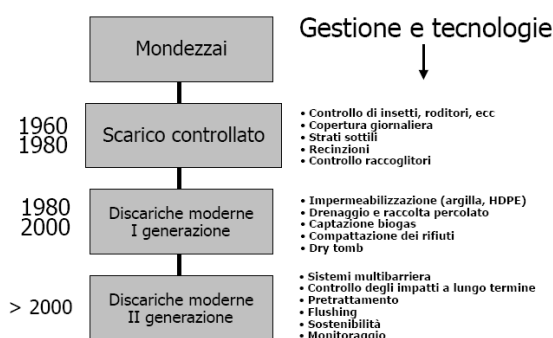 Gestione e tecnologie
Mondezzai
1960
1980
Scarico controllato
• Controllo di insetti, roditori, ecc
• Copertura giornaliera
• Strati sottili
• Recinzioni
• Controllo raccoglitori
1980
2000
Discariche moderne
I generazione
• Impermeabilizzazione (argilla, HDPE)
• Drenaggio e raccolta percolato
• Captazione biogas
• Compattazione dei rifiuti
• Dry tomb
> 2000
Discariche moderne
II generazione
• Sistemi multibarriera
• Controllo degli impatti a lungo termine
• Pretrattamento
• Flushing
• Sostenibilità
• Monitoraggio